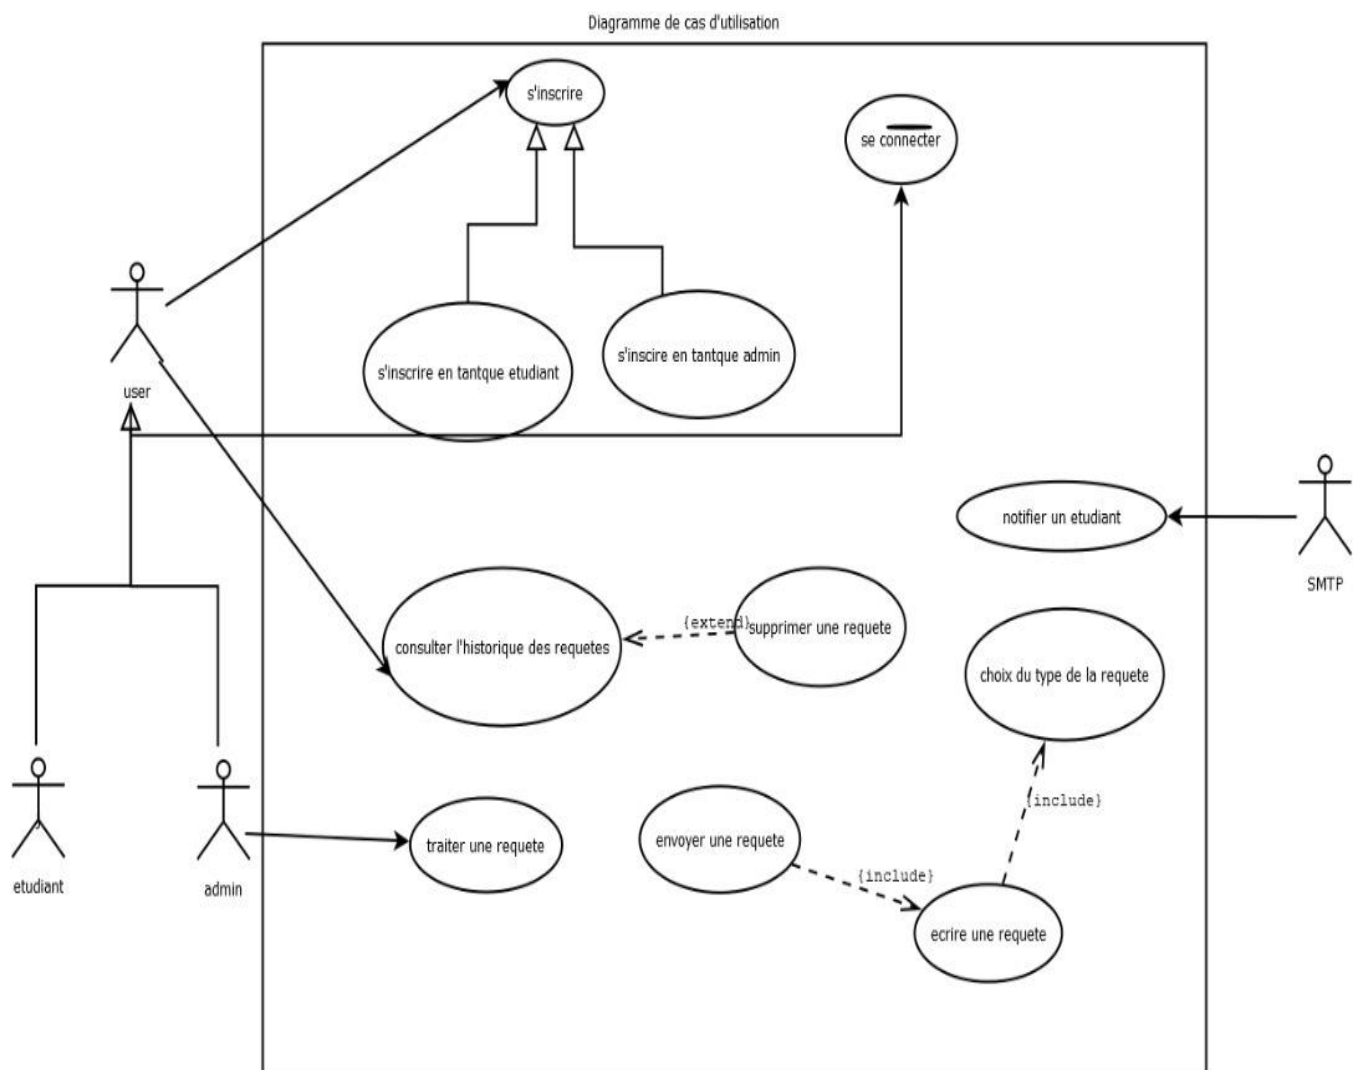 Diagramme de cas d'utilisation
s'inscrire
se connecter
s'inscrire en tantque etudiant
s'inscire en tantque admin
user
notifier un etudiant
SMTP
consulter l'historique des requetes
{extend}
supprimer une requete
choix du type de la requete
{include}
traiter une requete
envoyer une requete
{include}
ecrire une requete
etudiant
admin